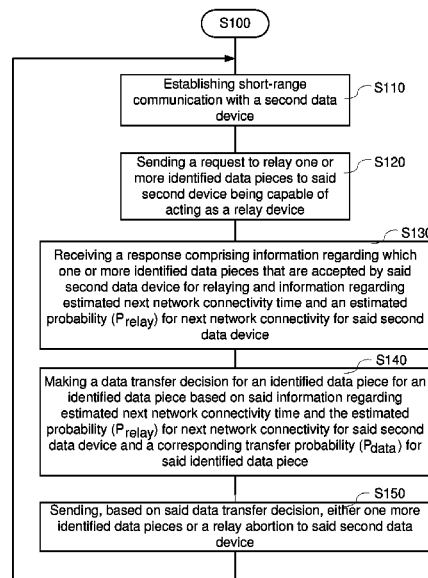 S100
Establishing short-range
communication with a second data
device
S110
Sending a request to relay one or
more identified data pieces to said
second device being capable of
acting as a relay device
S120
S130
Receiving a response comprising information regarding which
one or more identified data pieces that are accepted by said
second data device for relaying and information regarding
estimated next network connectivity time and an estimated
probability (Prelay) for next network connectivity for said second
data device
S140
Making a data transfer decision for an identified data piece for an
identified data piece based on said information regarding
estimated next network connectivity time and the estimated
probability (Prelay) for next network connectivity for said second
data device and a corresponding transfer probability (Pdata) for
said identified data piece
S150
Sending, based on said data transfer decision, either one more
identified data pieces or a relay abortion to said second data
device